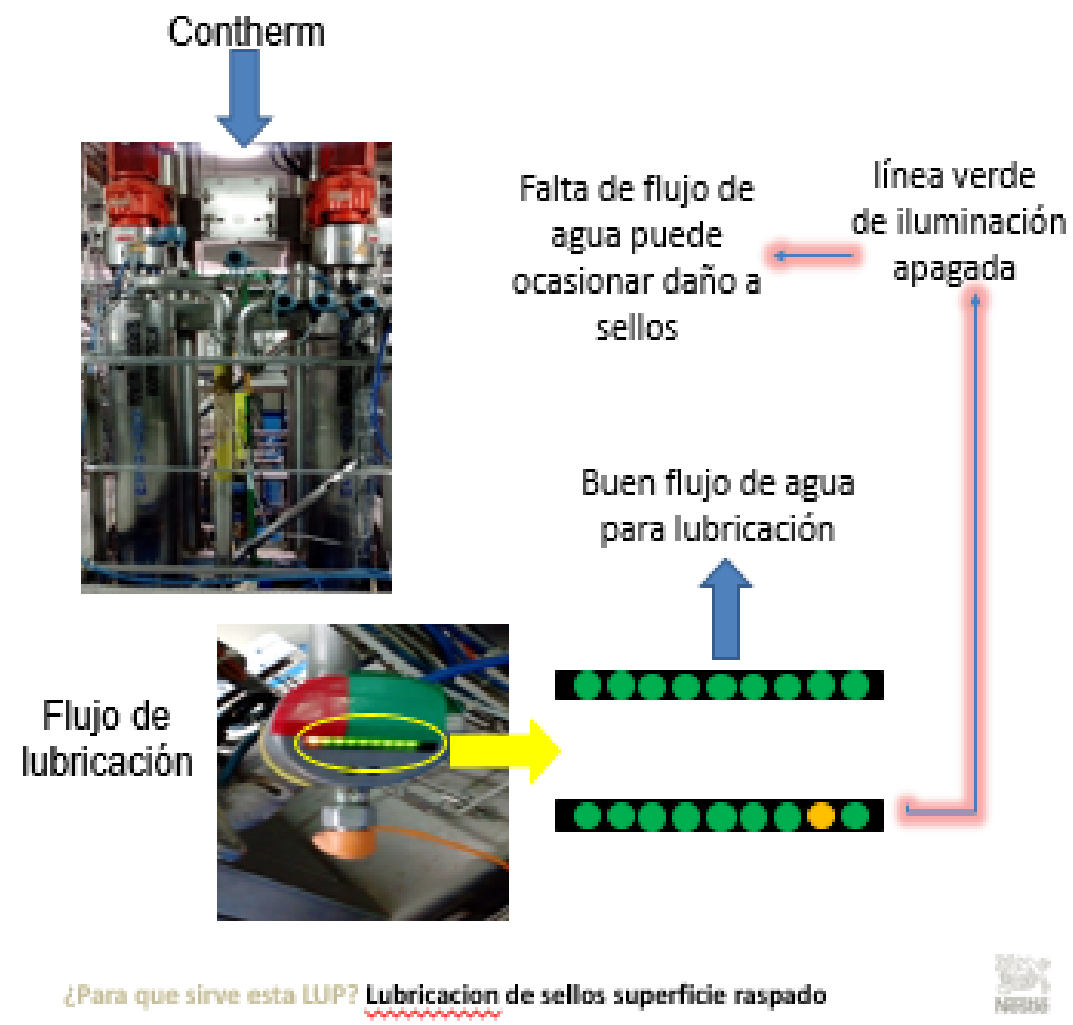 Contherm
Falta de flujo de
agua puede
ocasionar daño a
sellos
línea verde
de iluminación
apagada
Buen flujo de agua
para lubricación
Flujo de
lubricación
¿Para que sirve esta LUP? Lubricacion de sellos superficie raspado
Nestlé